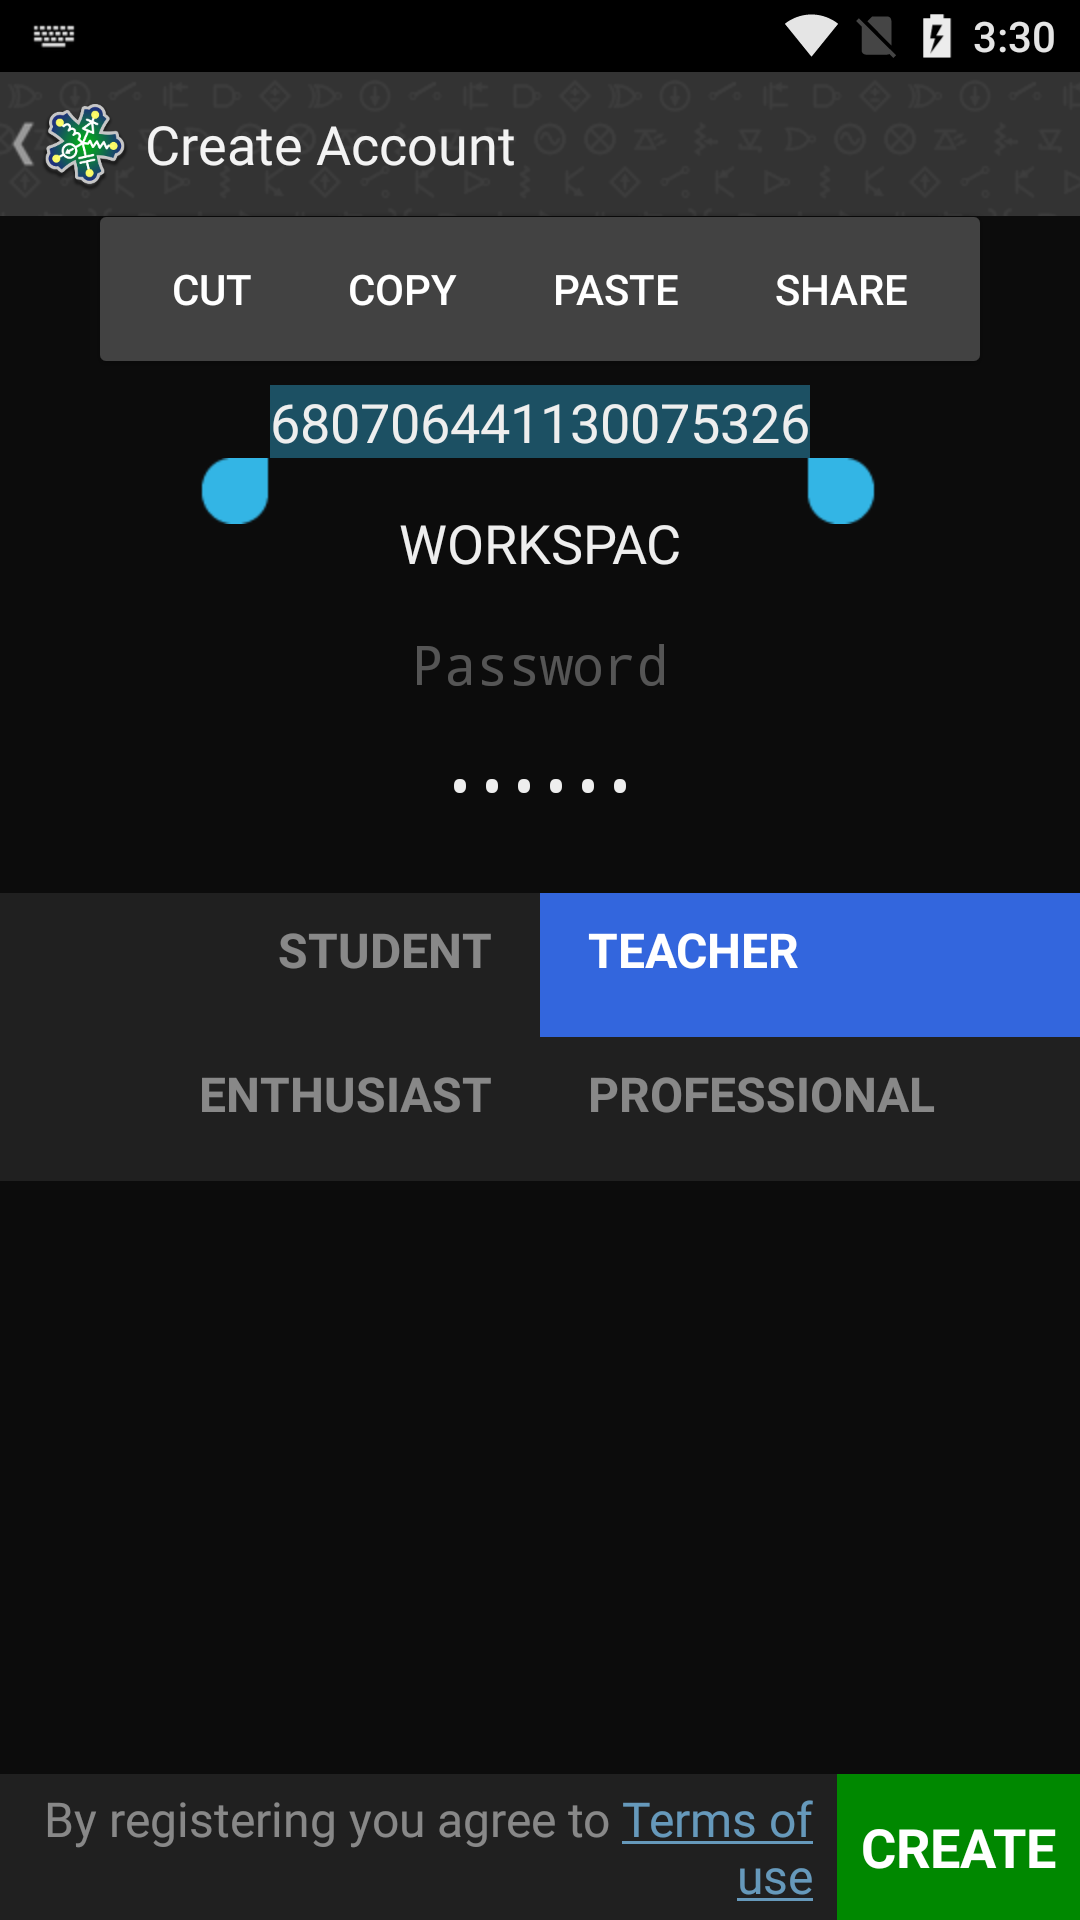 3:30
Create Account
CUT COPY PASTE SHARE
680706441130075326
WORKSPAC
Password
••••••
STUDENT TEACHER
ENTHUSIAST PROFESSIONAL
By registering you agree to Terms of
use
CREATE